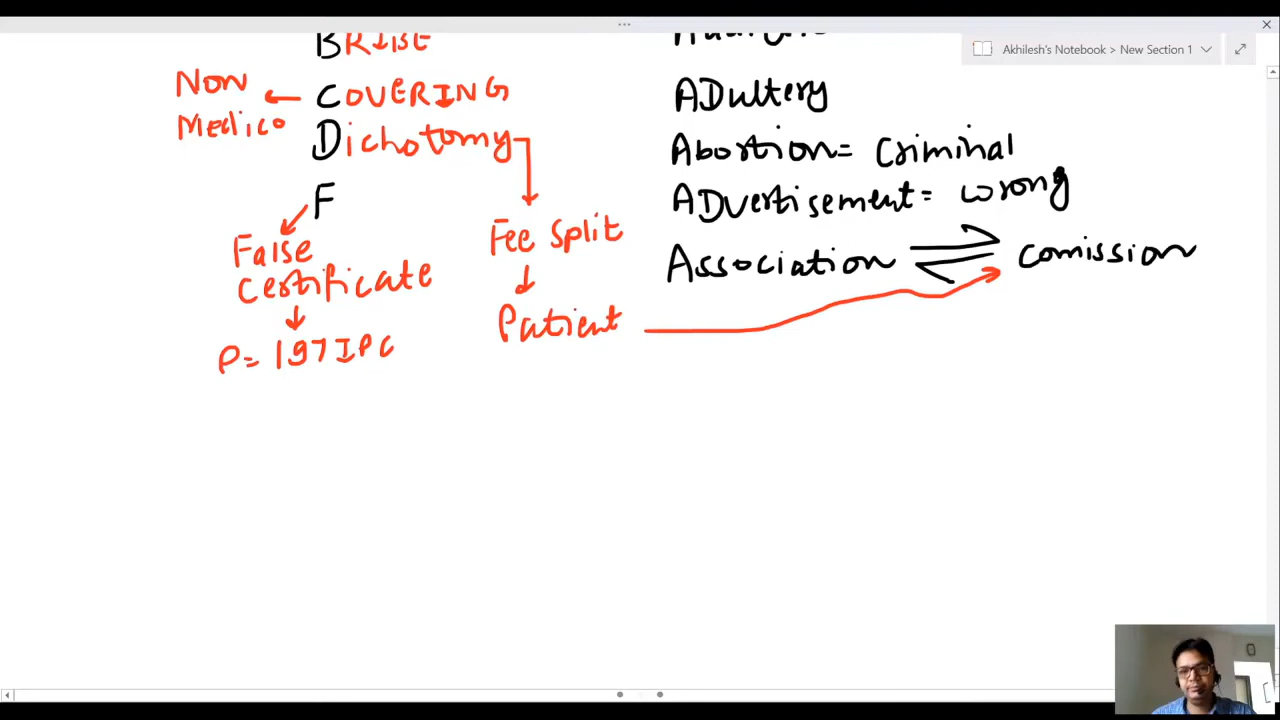 Akhilesh's Notebook > New Section 1
BRIBE
Non
Medico
COVERING
Dichotomy
F
False
Certificate
P= 197 IPC
Fee Split
Patient
ADultery
Abortion= Criminal
ADvertisement= wrong
Association
comission